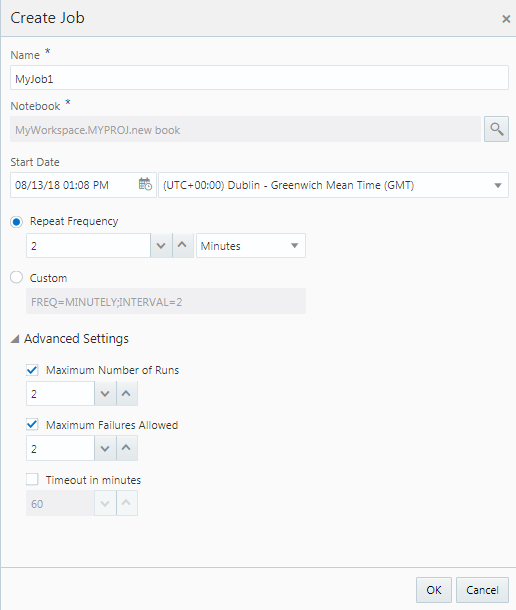 Create Job
Name *
MyJob1
Notebook *
MyWorkspace.MYPROJ.new book
Start Date
08/13/18 01:08 PM (UTC+00:00) Dublin - Greenwich Mean Time (GMT)
Repeat Frequency
2 Minutes
Custom
FREQ=MINUTELY;INTERVAL=2
Advanced Settings
Maximum Number of Runs
2
Maximum Failures Allowed
2
Timeout in minutes
60
OK Cancel